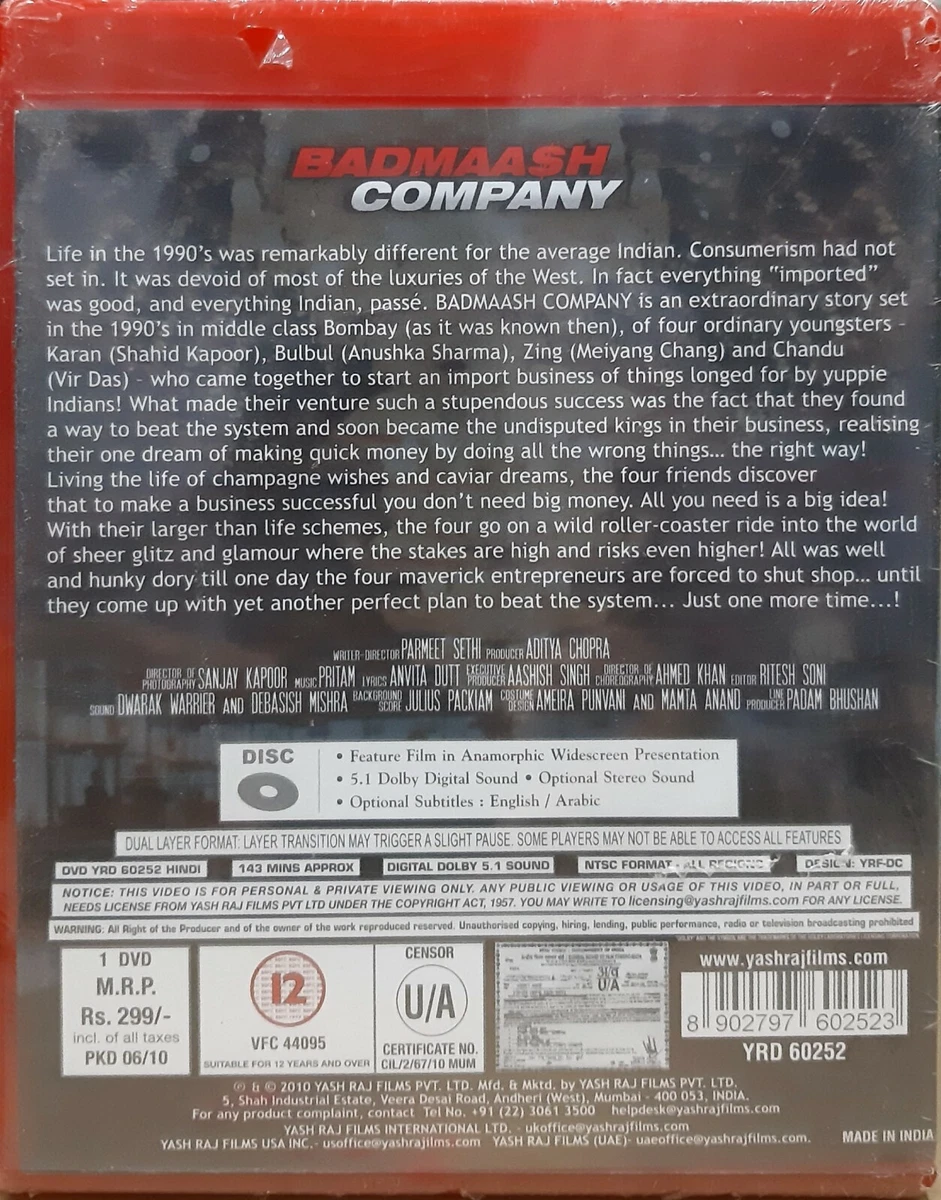 BADMAA$H
COMPANY
Life in the 1990's was remarkably different for the average Indian. Consumerism had not
set in. It was devoid of most of the luxuries of the West. In fact everything "imported"
was good, and everything Indian, passé. BADMAASH COMPANY is an extraordinary story set
in the 1990's in middle class Bombay (as it was known then), of four ordinary youngsters -
Karan (Shahid Kapoor), Bulbul (Anushka Sharma), Zing (Meiyang Chang) and Chandu
(Vir Das) - who came together to start an import business of things longed for by yuppie
Indians! What made their venture such a stupendous success was the fact that they found
a way to beat the system and soon became the undisputed kings in their business, realising
their one dream of making quick money by doing all the wrong things... the right way!
Living the life of champagne wishes and caviar dreams, the four friends discover
that to make a business successful you don't need big money. All you need is a big idea!
With their larger than life schemes, the four go on a wild roller-coaster ride into the world
of sheer glitz and glamour where the stakes are high and risks even higher! All was well
and hunky dory till one day the four maverick entrepreneurs are forced to shut shop... until
they come up with yet another perfect plan to beat the system... Just one more time...!
WRITER-DIRECTOR PARMEET SETHI PRODUCER ADITYA CHOPRA
DIRECTOR OF PHOTOGRAPHY SANJAY KAPOOR MUSIC PRITAM LYRICS ANVITA DUTT EXECUTIVE PRODUCER AASHISH SINGH DIRECTOR OF CHOREOGRAPHY AHMED KHAN EDITOR RITESH SONI
SOUND DWARAK WARRIER AND DEBASISH MISHRA BACKGROUND SCORE JULIUS PACKIAM COSTUME DESIGN AMEIRA PUNVANI AND MAMTA ANAND LINE PRODUCER PADAM BHUSHAN
DISC
• Feature Film in Anamorphic Widescreen Presentation
• 5.1 Dolby Digital Sound • Optional Stereo Sound
• Optional Subtitles : English / Arabic
DUAL LAYER FORMAT: LAYER TRANSITION MAY TRIGGER A SLIGHT PAUSE. SOME PLAYERS MAY NOT BE ABLE TO ACCESS ALL FEATURES
DVD YRD 60252 HINDI 143 MINS APPROX DIGITAL DOLBY 5.1 SOUND NTSC FORMAT - ALL REGIONS DESIGN: YRF-DC
NOTICE: THIS VIDEO IS FOR PERSONAL & PRIVATE VIEWING ONLY. ANY PUBLIC VIEWING OR USAGE OF THIS VIDEO, IN PART OR FULL,
NEEDS LICENSE FROM YASH RAJ FILMS PVT LTD UNDER THE COPYRIGHT ACT, 1957. YOU MAY WRITE TO licensing@yashrajfilms.com FOR ANY LICENSE.
WARNING: All Right of the Producer and of the owner of the work reproduced reserved. Unauthorised copying, hiring, lending, public performance, radio or television broadcasting prohibited
1 DVD
M.R.P.
Rs. 299/-
incl. of all taxes
PKD 06/10
12
VFC 44095
SUITABLE FOR 12 YEARS AND OVER
CENSOR
U/A
CERTIFICATE NO.
CIL/2/67/10 MUM
U/A
www.yashrajfilms.com
8 902797 602523
YRD 60252
℗ & © 2010 YASH RAJ FILMS PVT. LTD. Mfd. & Mktd. by YASH RAJ FILMS PVT. LTD.
5, Shah Industrial Estate, Veera Desai Road, Andheri (West), Mumbai - 400 053, INDIA.
For any product complaint, contact Tel No. +91 (22) 3061 3500 helpdesk@yashrajfilms.com
YASH RAJ FILMS INTERNATIONAL LTD. - ukoffice@yashrajfilms.com
YASH RAJ FILMS USA INC.- usoffice@yashrajfilms.com YASH RAJ FILMS (UAE)- uaeoffice@yashrajfilms.com.
MADE IN INDIA